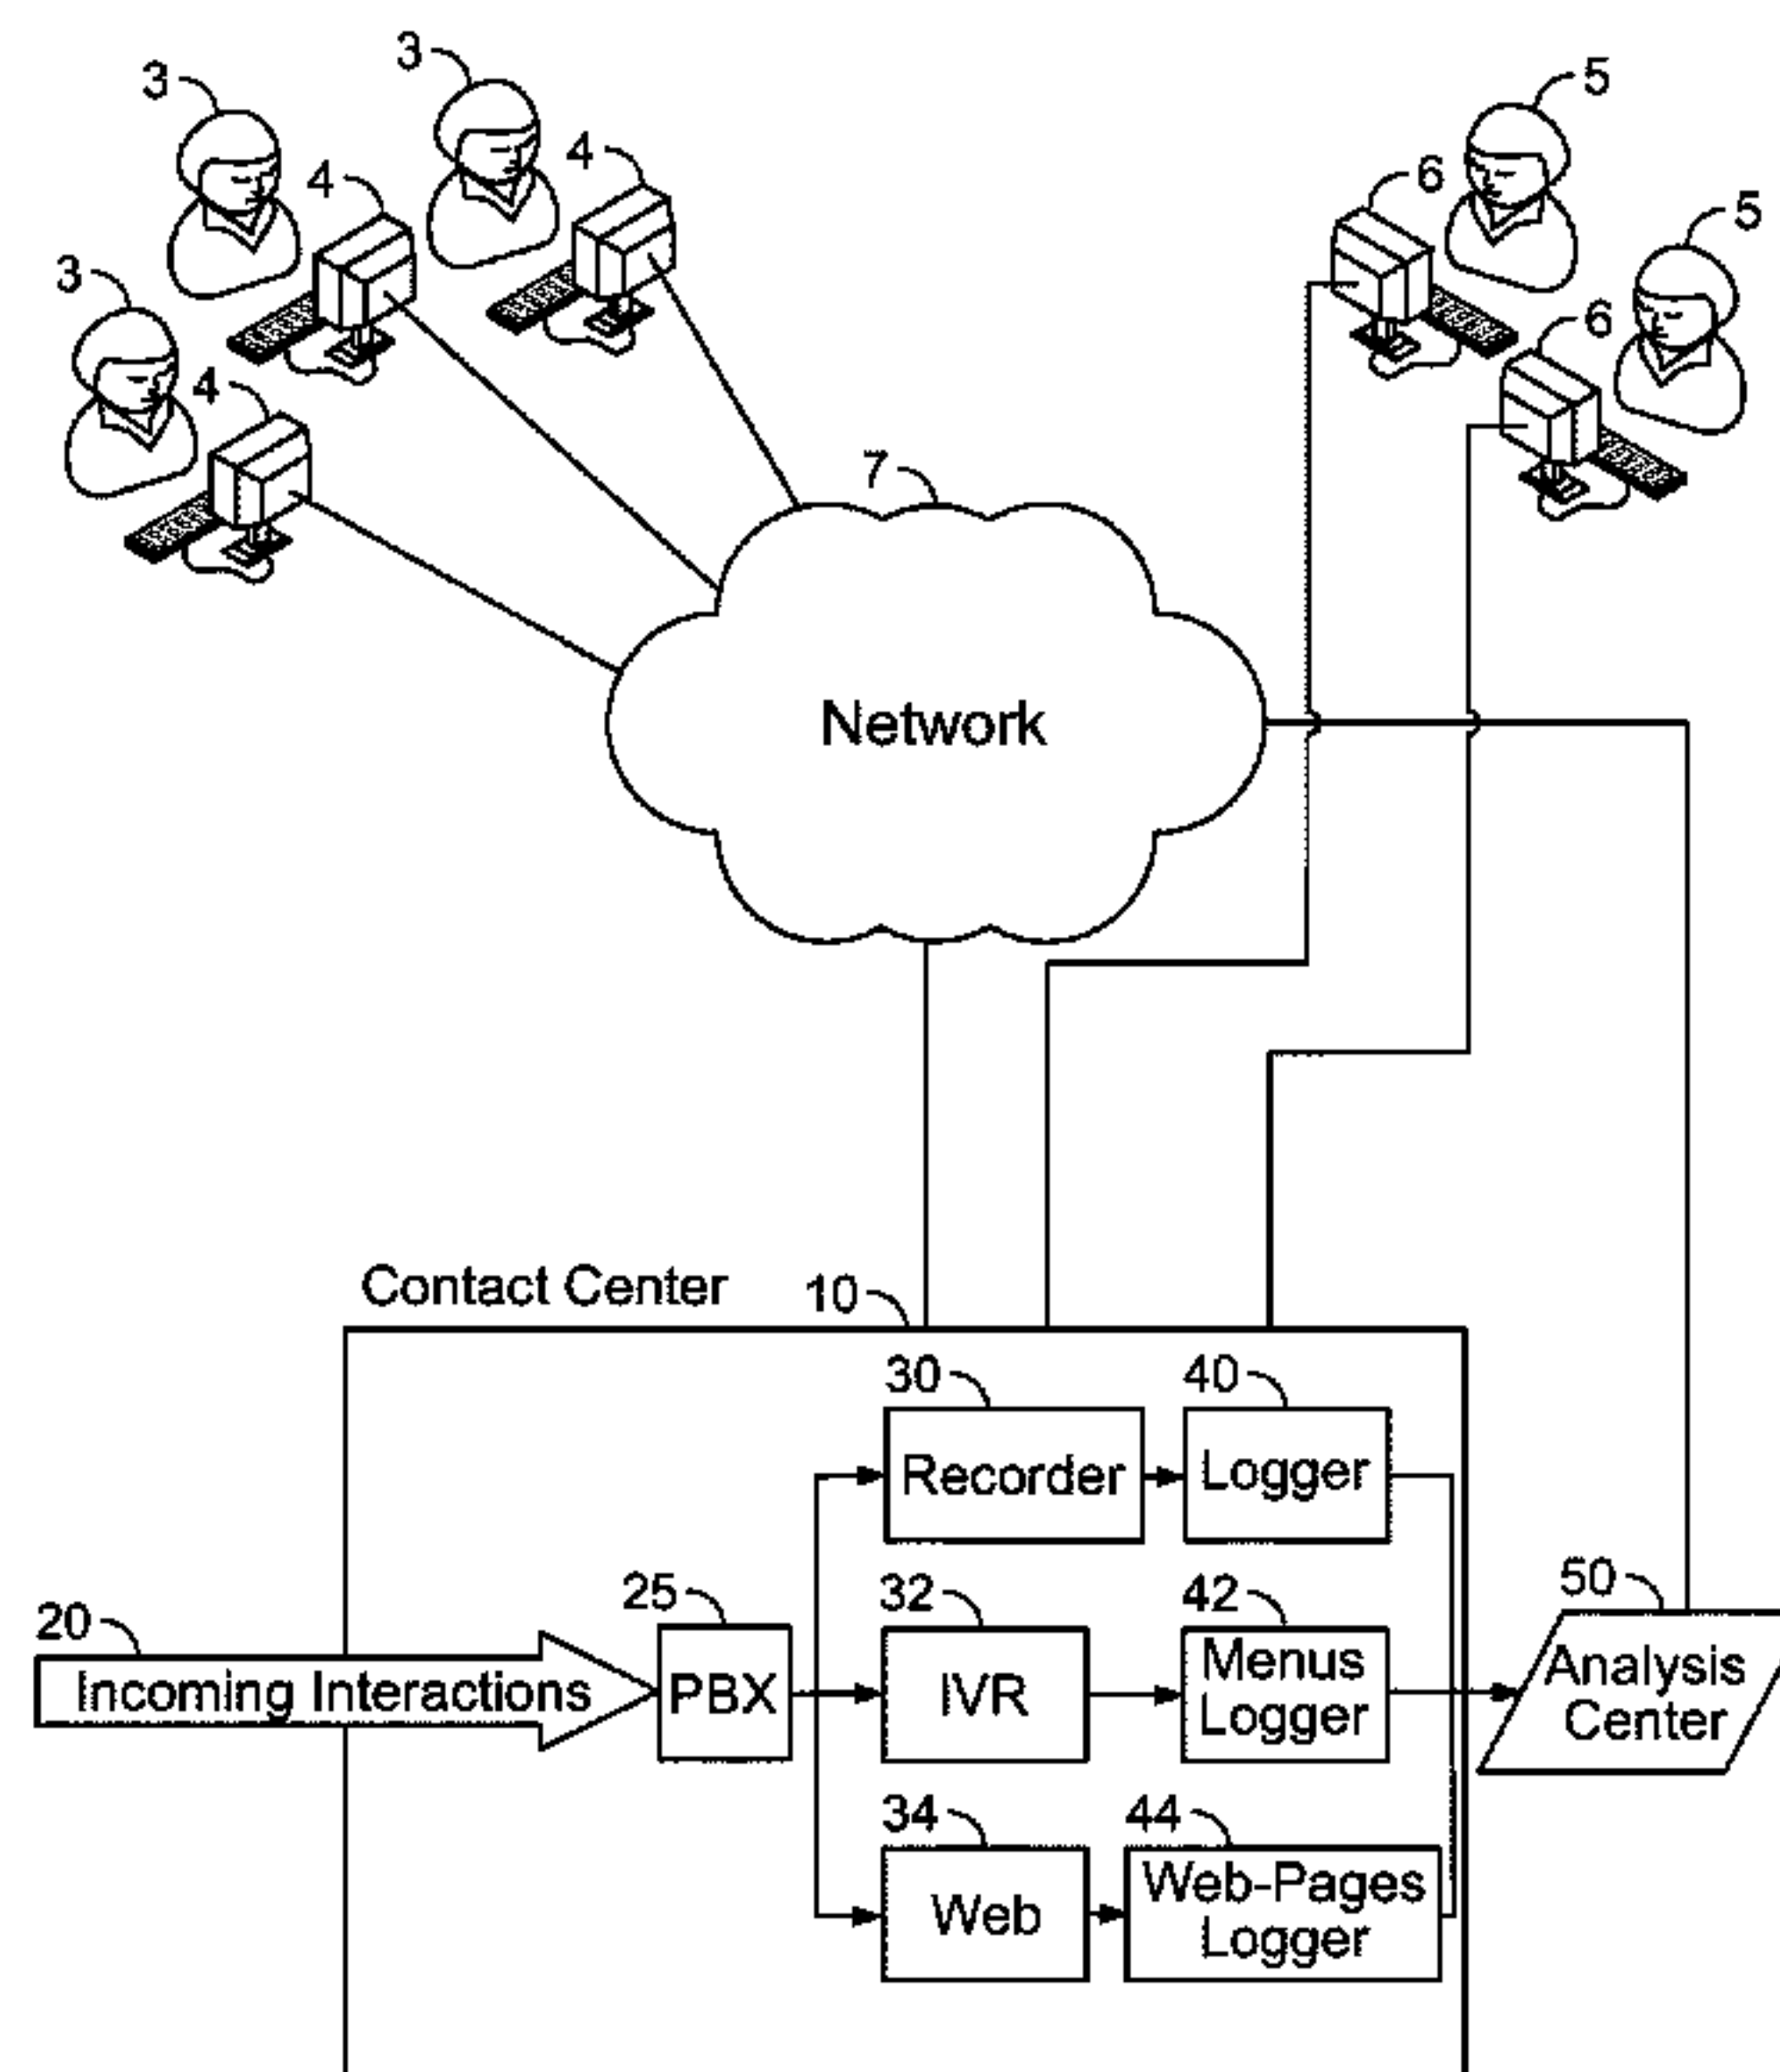 3
3
5
4
4
6
5
3
6
4
7
Network
Contact Center
10
30
40
Recorder
Logger
25
32
42
50
20
Incoming Interactions
PBX
IVR
Menus
Logger
Analysis
Center
34
44
Web
Web-Pages
Logger